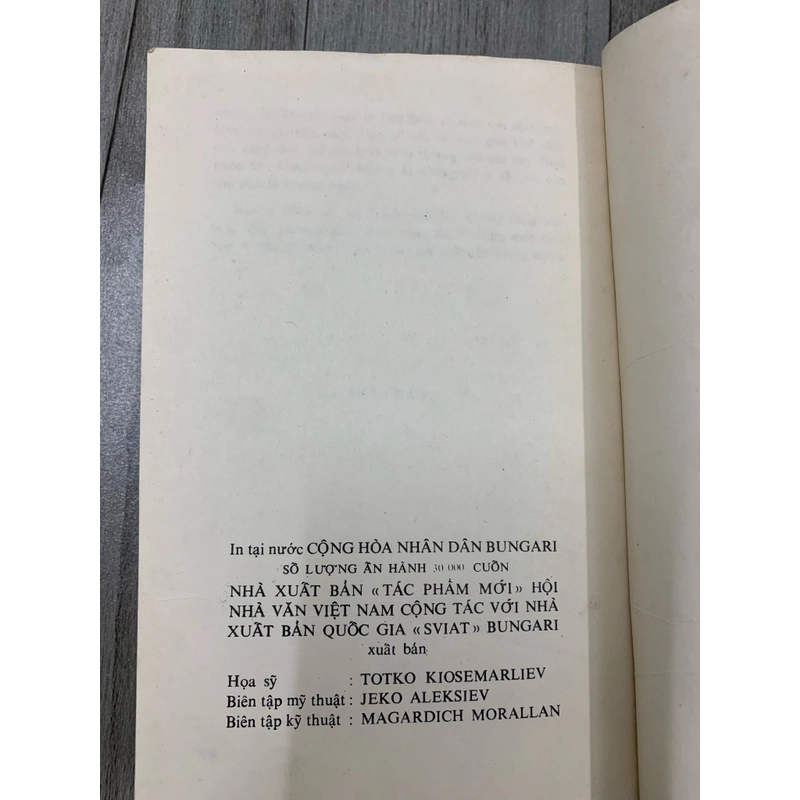 In tại nước CỘNG HÒA NHÂN DÂN BUNGARI
SỐ LƯỢNG ẤN HÀNH 30 000 CUỐN
NHÀ XUẤT BẢN «TÁC PHẨM MỚI» HỘI
NHÀ VĂN VIỆT NAM CỘNG TÁC VỚI NHÀ
XUẤT BẢN QUỐC GIA «SVIAT» BUNGARI
xuất bản
Họa sỹ : TOTKO KIOSEMARLIEV
Biên tập mỹ thuật : JEKO ALEKSIEV
Biên tập kỹ thuật : MAGARDICH MORALLAN